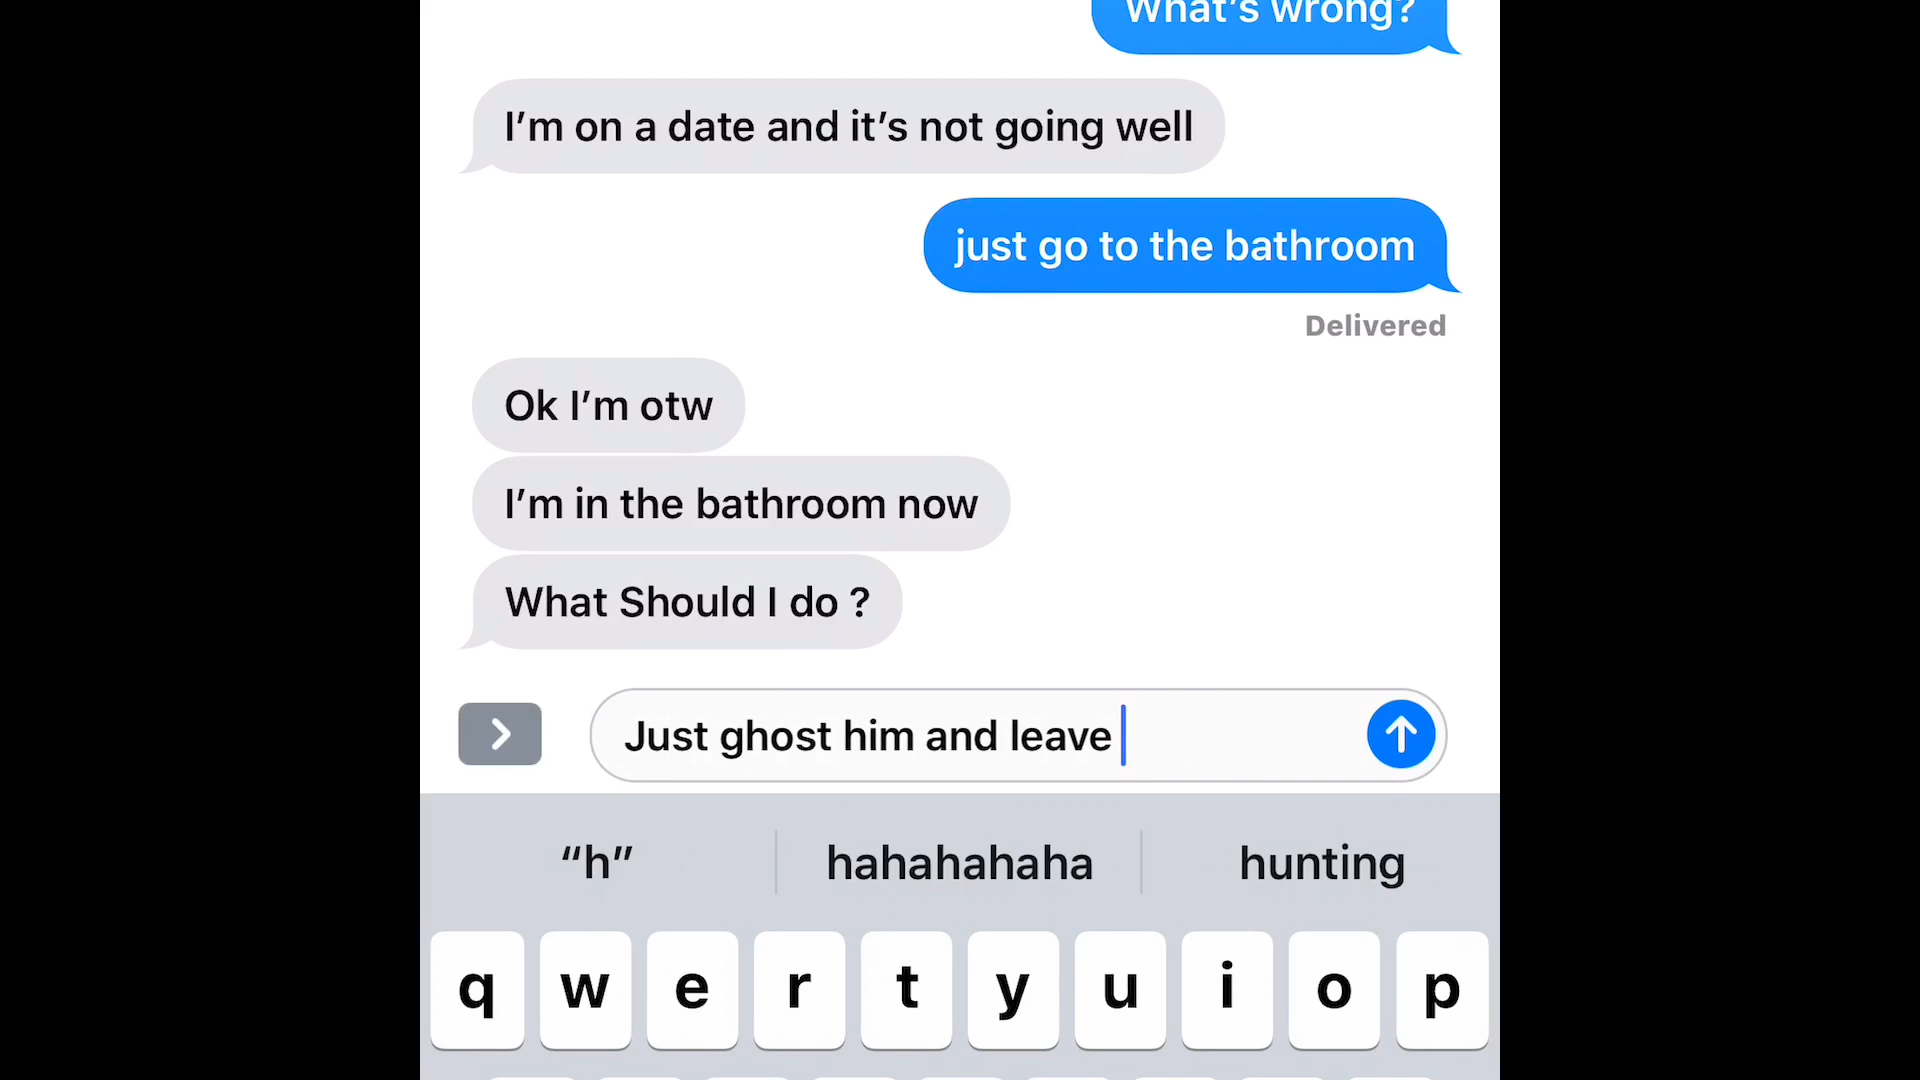 What's wrong?
I'm on a date and it's not going well
just go to the bathroom
Delivered
Ok I'm otw
I'm in the bathroom now
What Should I do ?
Just ghost him and leave
“h” hahahahaha hunting
q w e r t y u i o p